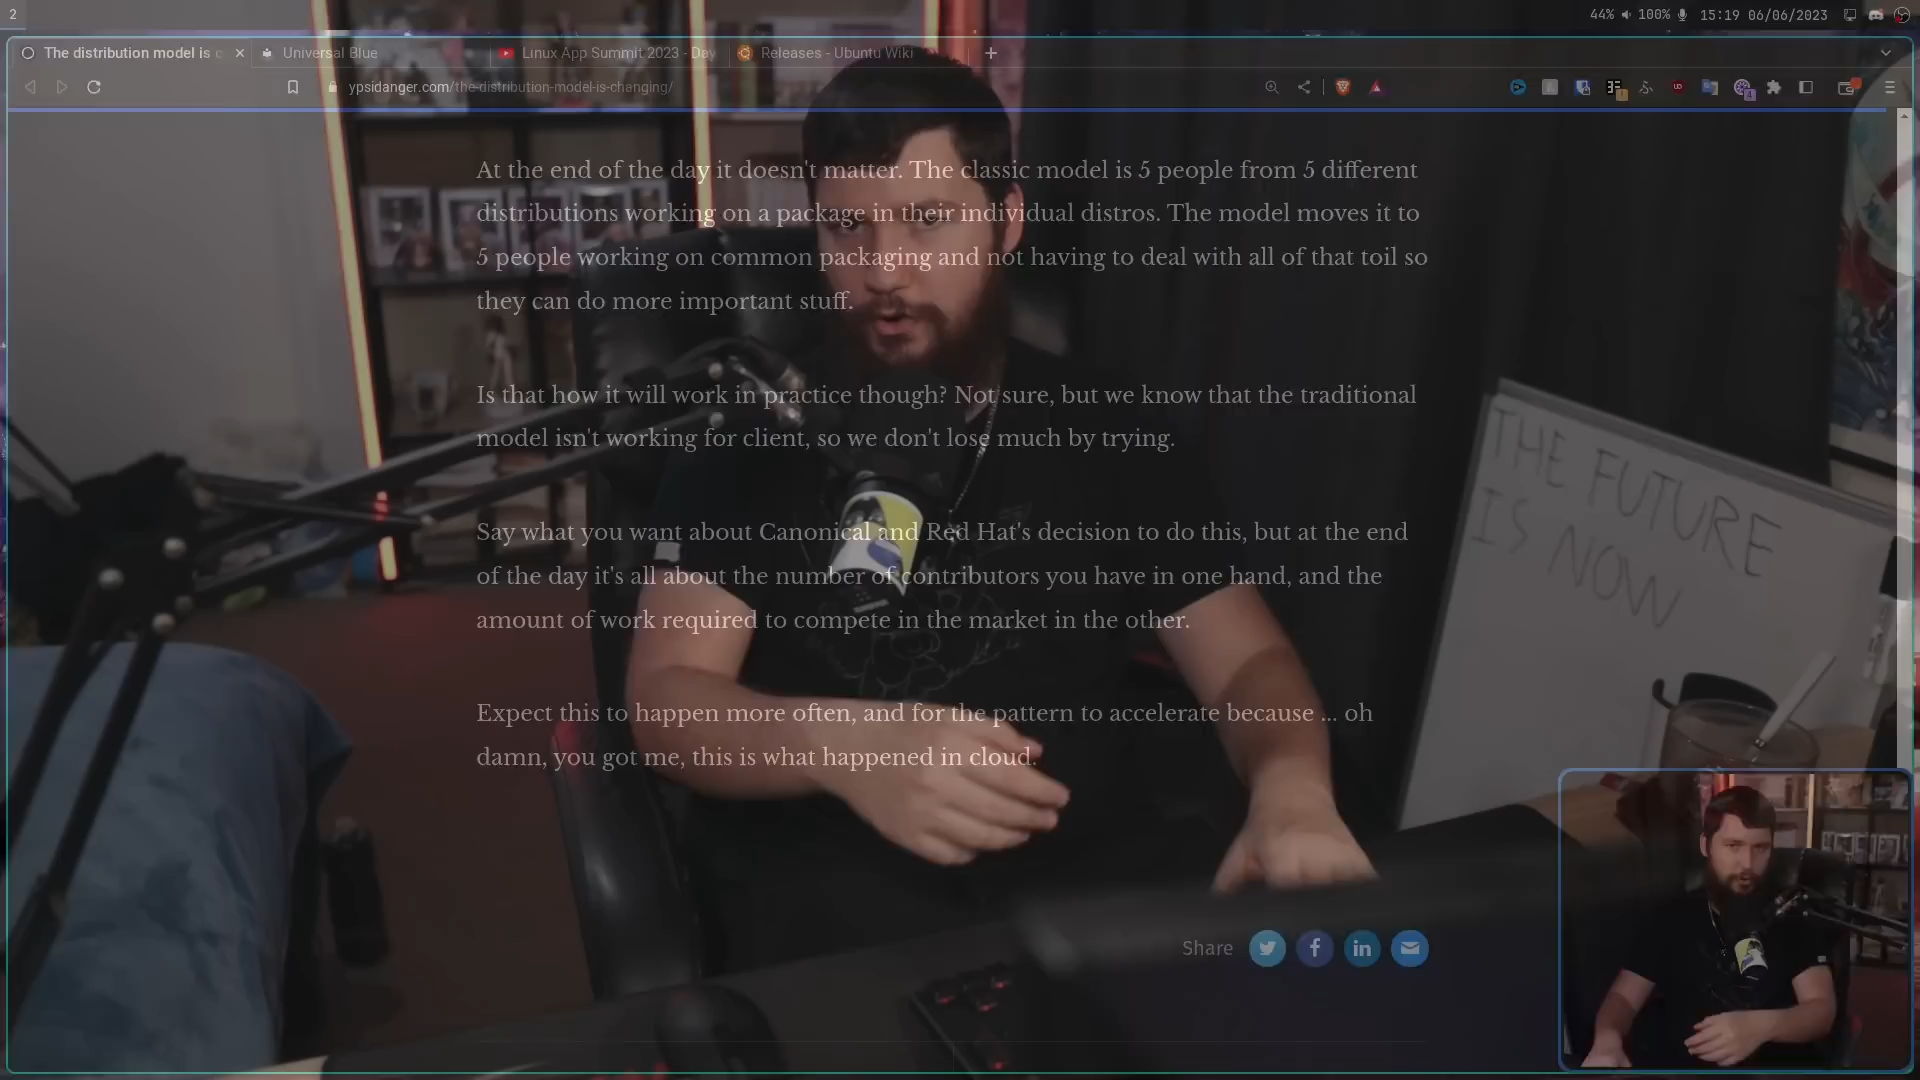 2
44% 100% 15:19 06/06/2023
The distribution model is c
Universal Blue
Linux App Summit 2023 - Day
Releases - Ubuntu Wiki
ypsidanger.com/the-distribution-model-is-changing/
At the end of the day it doesn't matter. The classic model is 5 people from 5 different
distributions working on a package in their individual distros. The model moves it to
5 people working on common packaging and not having to deal with all of that toil so
they can do more important stuff.
Is that how it will work in practice though? Not sure, but we know that the traditional
model isn't working for client, so we don't lose much by trying.
Say what you want about Canonical and Red Hat's decision to do this, but at the end
of the day it's all about the number of contributors you have in one hand, and the
amount of work required to compete in the market in the other.
Expect this to happen more often, and for the pattern to accelerate because ... oh
damn, you got me, this is what happened in cloud.
THE FUTURE
IS NOW
Share